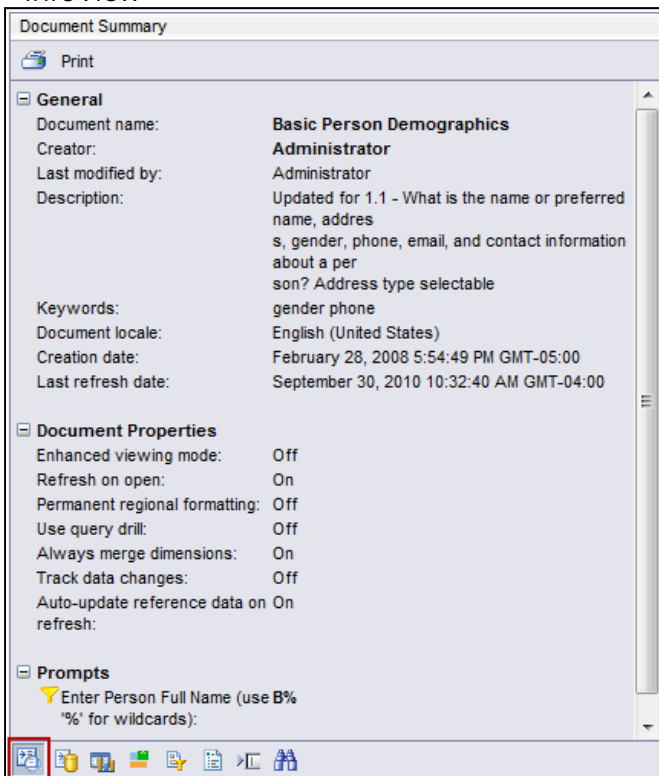 Document Summary
Print
General
Document name: Basic Person Demographics
Creator: Administrator
Last modified by: Administrator
Description: Updated for 1.1 - What is the name or preferred
name, addres
s, gender, phone, email, and contact information
about a per
son? Address type selectable
Keywords: gender phone
Document locale: English (United States)
Creation date: February 28, 2008 5:54:49 PM GMT-05:00
Last refresh date: September 30, 2010 10:32:40 AM GMT-04:00
Document Properties
Enhanced viewing mode: Off
Refresh on open: On
Permanent regional formatting: Off
Use query drill: Off
Always merge dimensions: On
Track data changes: Off
Auto-update reference data on On
refresh:
Prompts
Enter Person Full Name (use B%
'%' for wildcards):